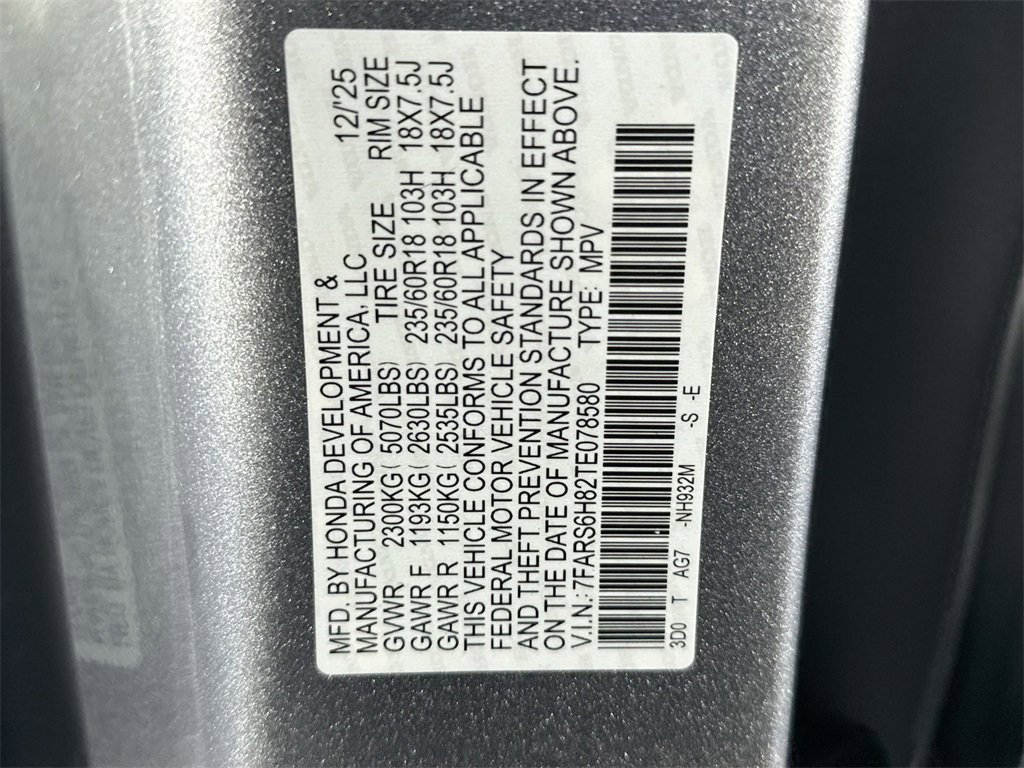 MFD. BY HONDA DEVELOPMENT & 12/'25
MANUFACTURING OF AMERICA, LLC
TIRE SIZE RIM SIZE
GVWR 2300KG( 5070LBS)
GAWR F 1193KG( 2630LBS) 235/60R18 103H 18X7.5J
GAWR R 1150KG( 2535LBS) 235/60R18 103H 18X7.5J
THIS VEHICLE CONFORMS TO ALL APPLICABLE
FEDERAL MOTOR VEHICLE SAFETY
AND THEFT PREVENTION STANDARDS IN EFFECT
ON THE DATE OF MANUFACTURE SHOWN ABOVE.
V.I.N.: 7FARS6H82TE078580 TYPE: MPV
3D0 T AG7 -NH932M -S -E